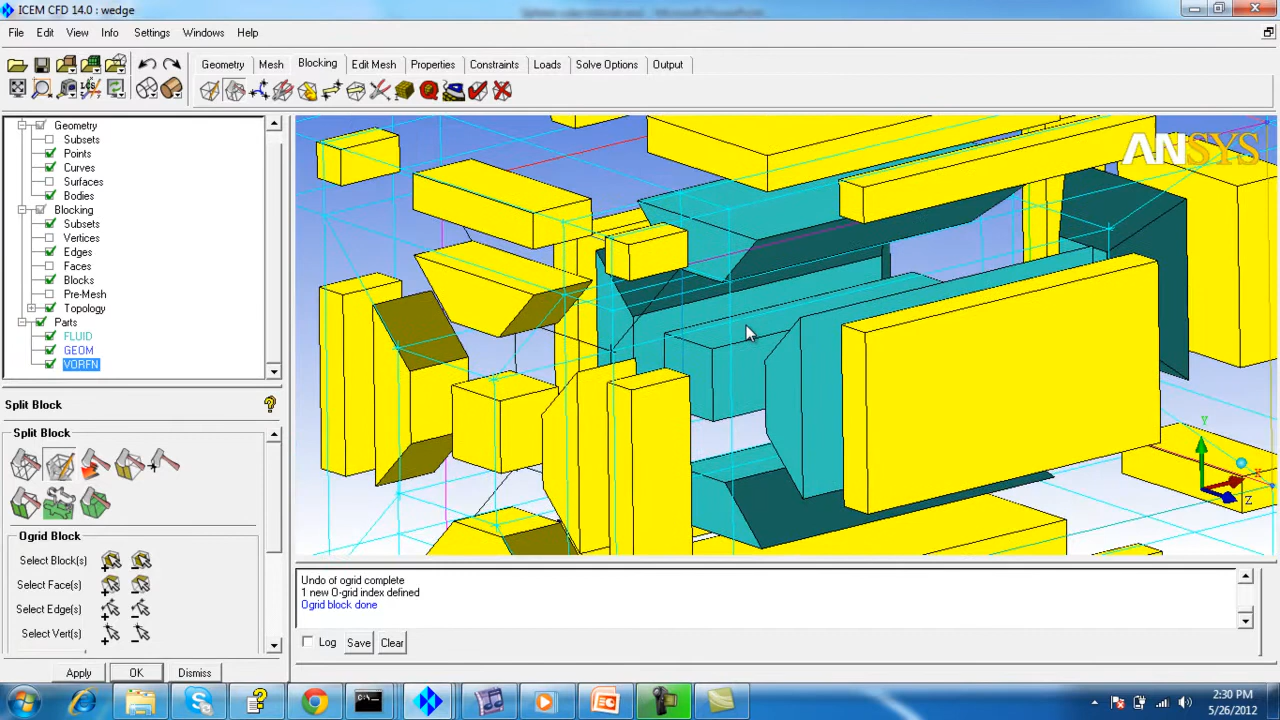 ICEM CFD 14.0 : wedge
File Edit View Info Settings Windows Help
Geometry Mesh Blocking Edit Mesh Properties Constraints Loads Solve Options Output
Geometry
Subsets
Points
Curves
Surfaces
Bodies
Blocking
Subsets
Vertices
Edges
Faces
Blocks
Pre-Mesh
Topology
Parts
FLUID
GEOM
VORFN
ANSYS
Y
X
Z
Split Block
Split Block
Ogrid Block
Select Block(s)
Select Face(s)
Select Edge(s)
Select Vert(s)
Apply OK Dismiss
Undo of ogrid complete
1 new O-grid index defined
Ogrid block done
Log Save Clear
2:30 PM
5/26/2012